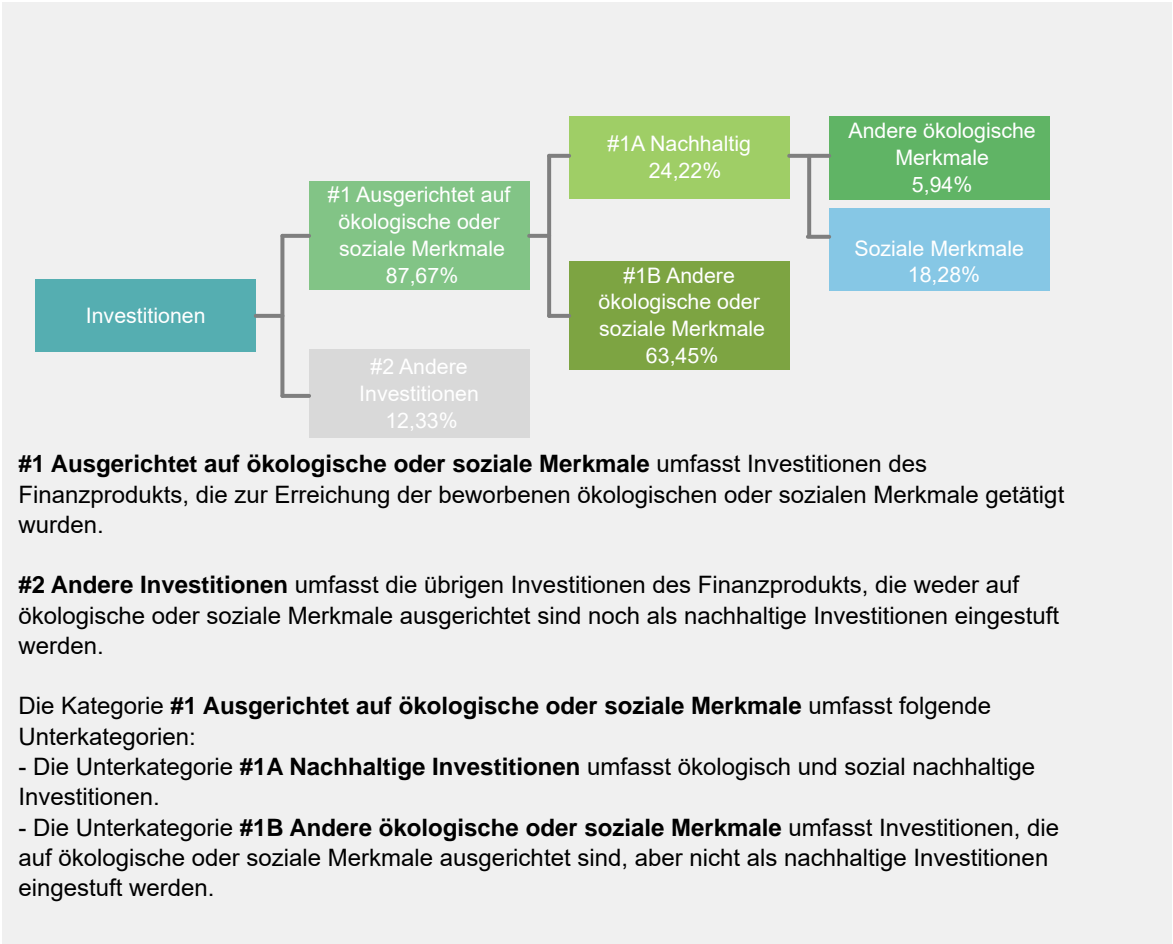 #1A Nachhaltig
24,22%
Andere ökologische
Merkmale
5,94%
#1 Ausgerichtet auf
ökologische oder
soziale Merkmale
87,67%
Soziale Merkmale
18,28%
#1B Andere
ökologische oder
soziale Merkmale
63,45%
Investitionen
#2 Andere
Investitionen
12,33%
#1 Ausgerichtet auf ökologische oder soziale Merkmale umfasst Investitionen des
Finanzprodukts, die zur Erreichung der beworbenen ökologischen oder sozialen Merkmale getätigt
wurden.
#2 Andere Investitionen umfasst die übrigen Investitionen des Finanzprodukts, die weder auf
ökologische oder soziale Merkmale ausgerichtet sind noch als nachhaltige Investitionen eingestuft
werden.
Die Kategorie #1 Ausgerichtet auf ökologische oder soziale Merkmale umfasst folgende
Unterkategorien:
- Die Unterkategorie #1A Nachhaltige Investitionen umfasst ökologisch und sozial nachhaltige
Investitionen.
- Die Unterkategorie #1B Andere ökologische oder soziale Merkmale umfasst Investitionen, die
auf ökologische oder soziale Merkmale ausgerichtet sind, aber nicht als nachhaltige Investitionen
eingestuft werden.